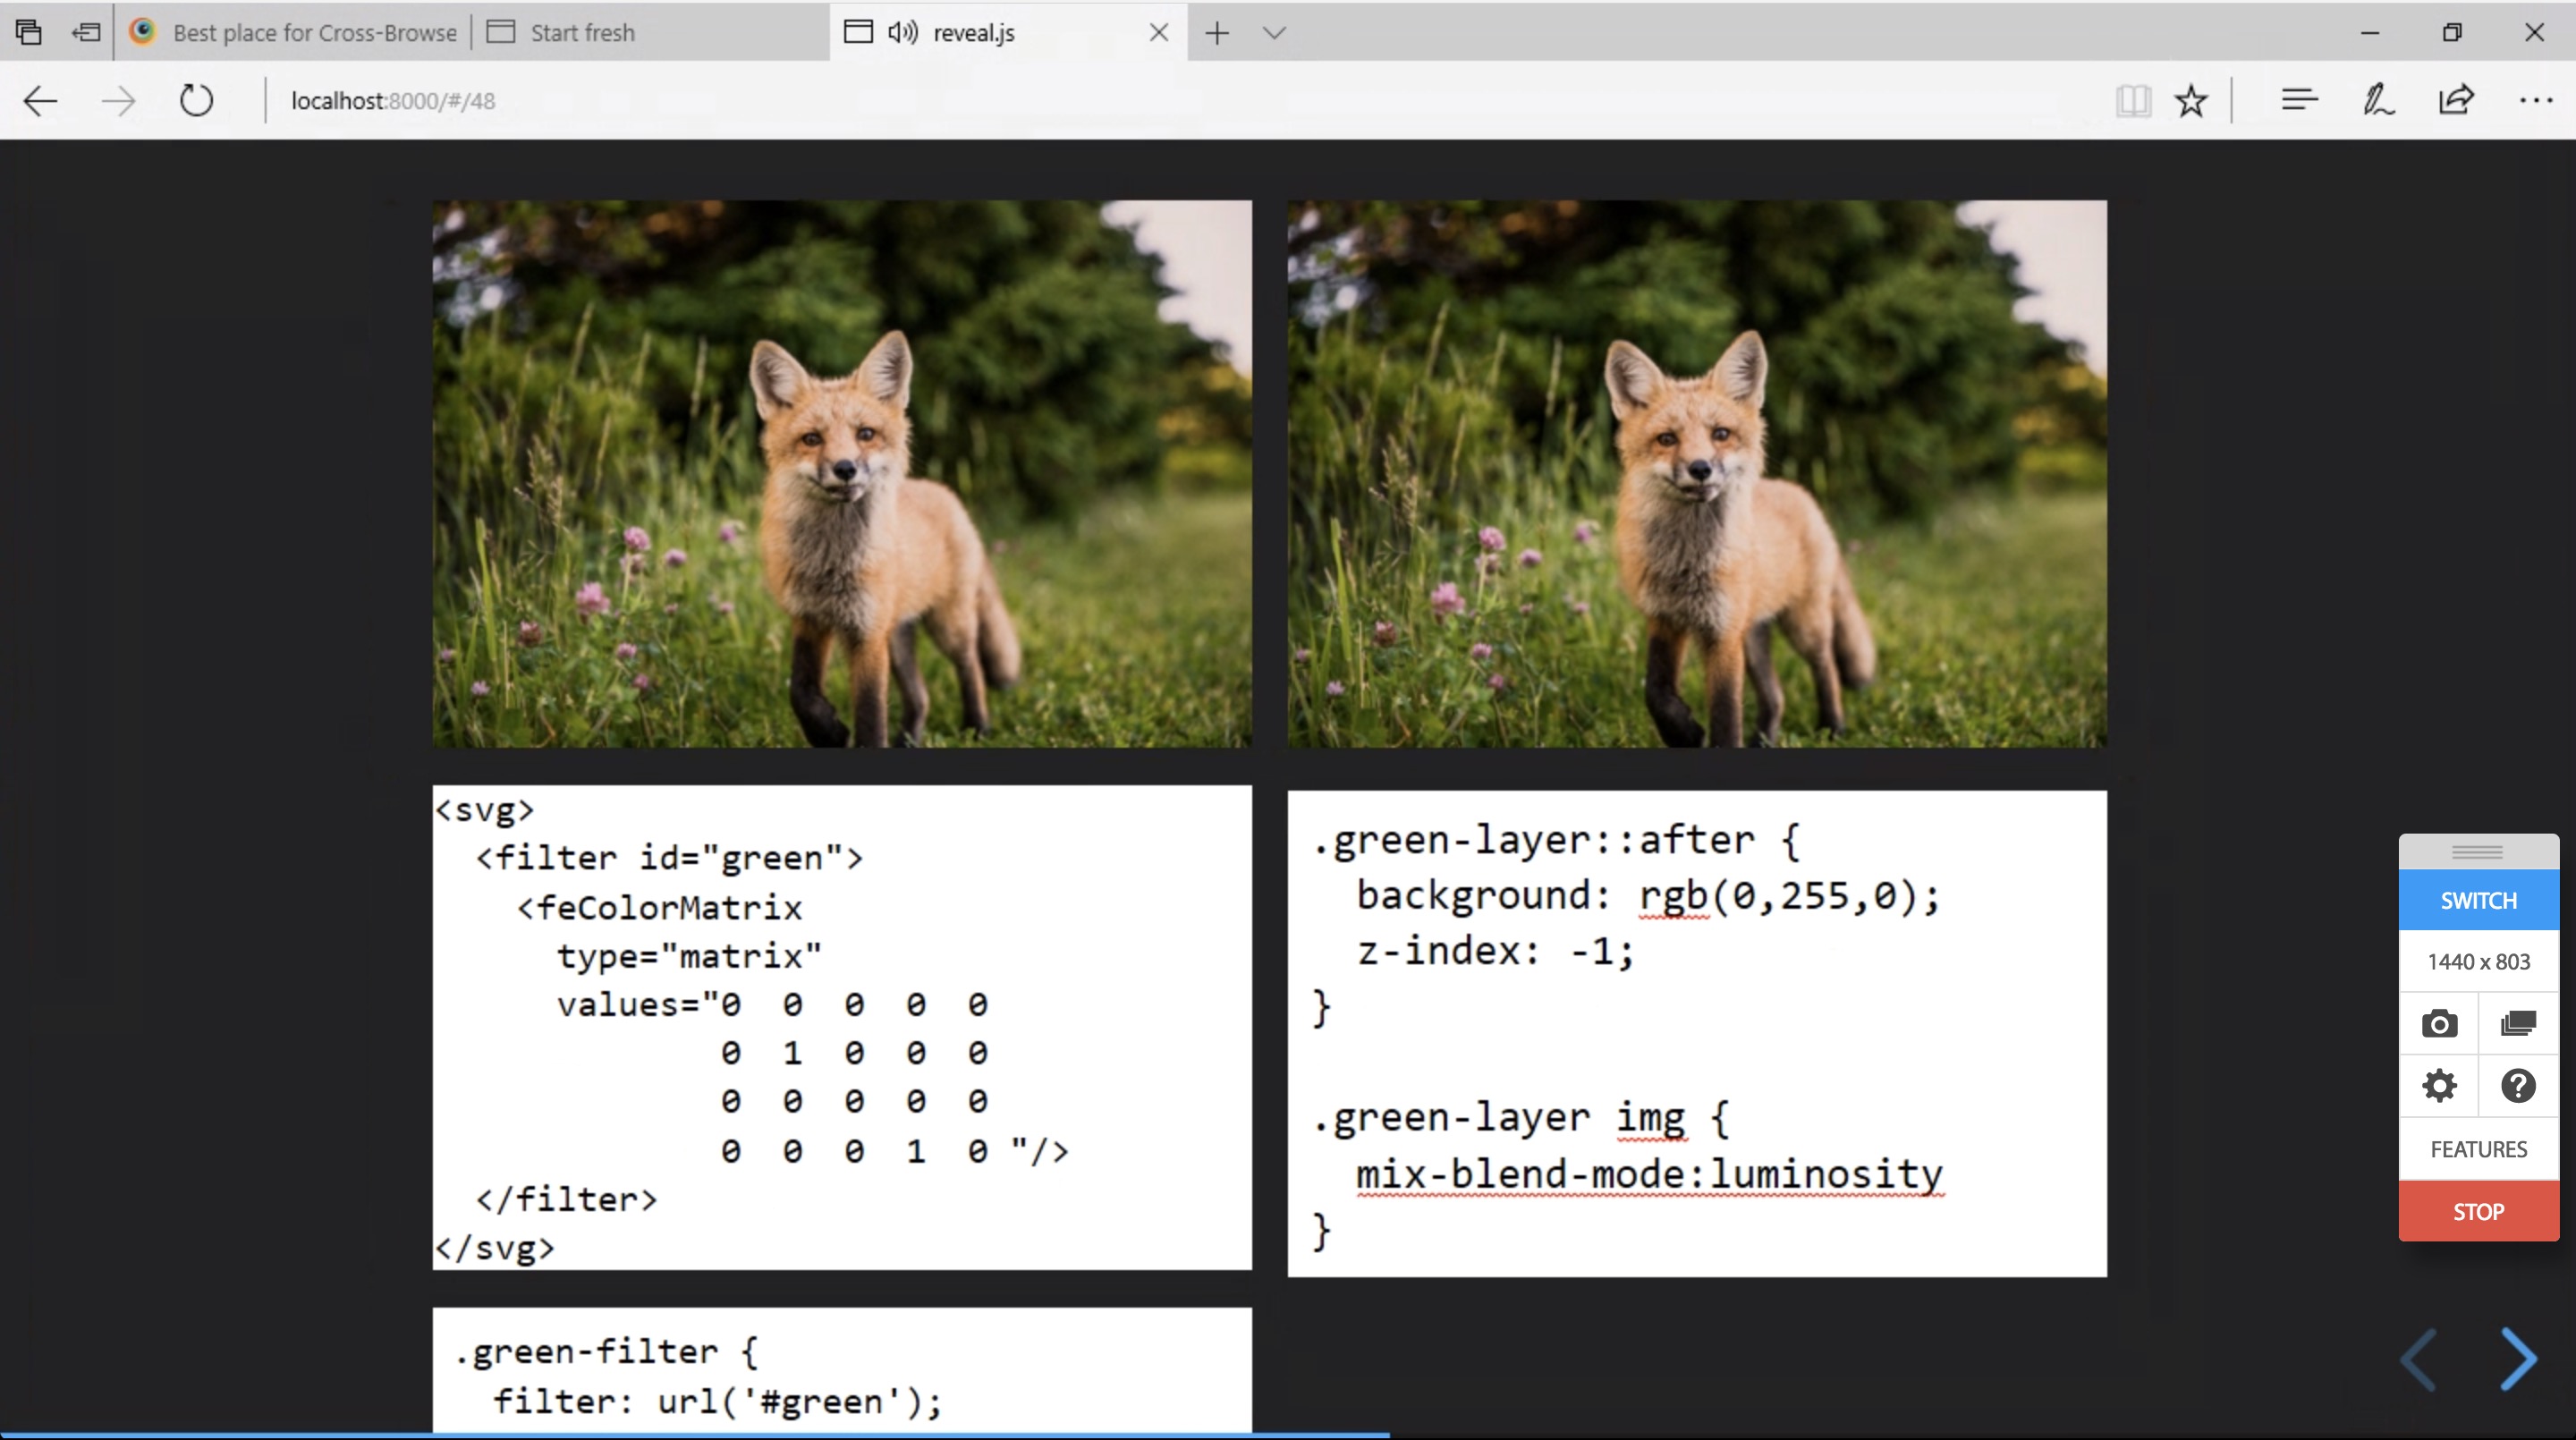 Best place for Cross-Browse
Start fresh
reveal.js
localhost:8000/#/48
<svg>
<filter id="green">
<feColorMatrix
type="matrix"
values="0 0 0 0 0
0 1 0 0 0
0 0 0 0 0
0 0 0 1 0 "/>
</filter>
</svg>
.green-filter {
filter: url('#green');
.green-layer::after {
background: rgb(0,255,0);
z-index: -1;
}
.green-layer img {
mix-blend-mode:luminosity
}
SWITCH
1440 x 803
FEATURES
STOP